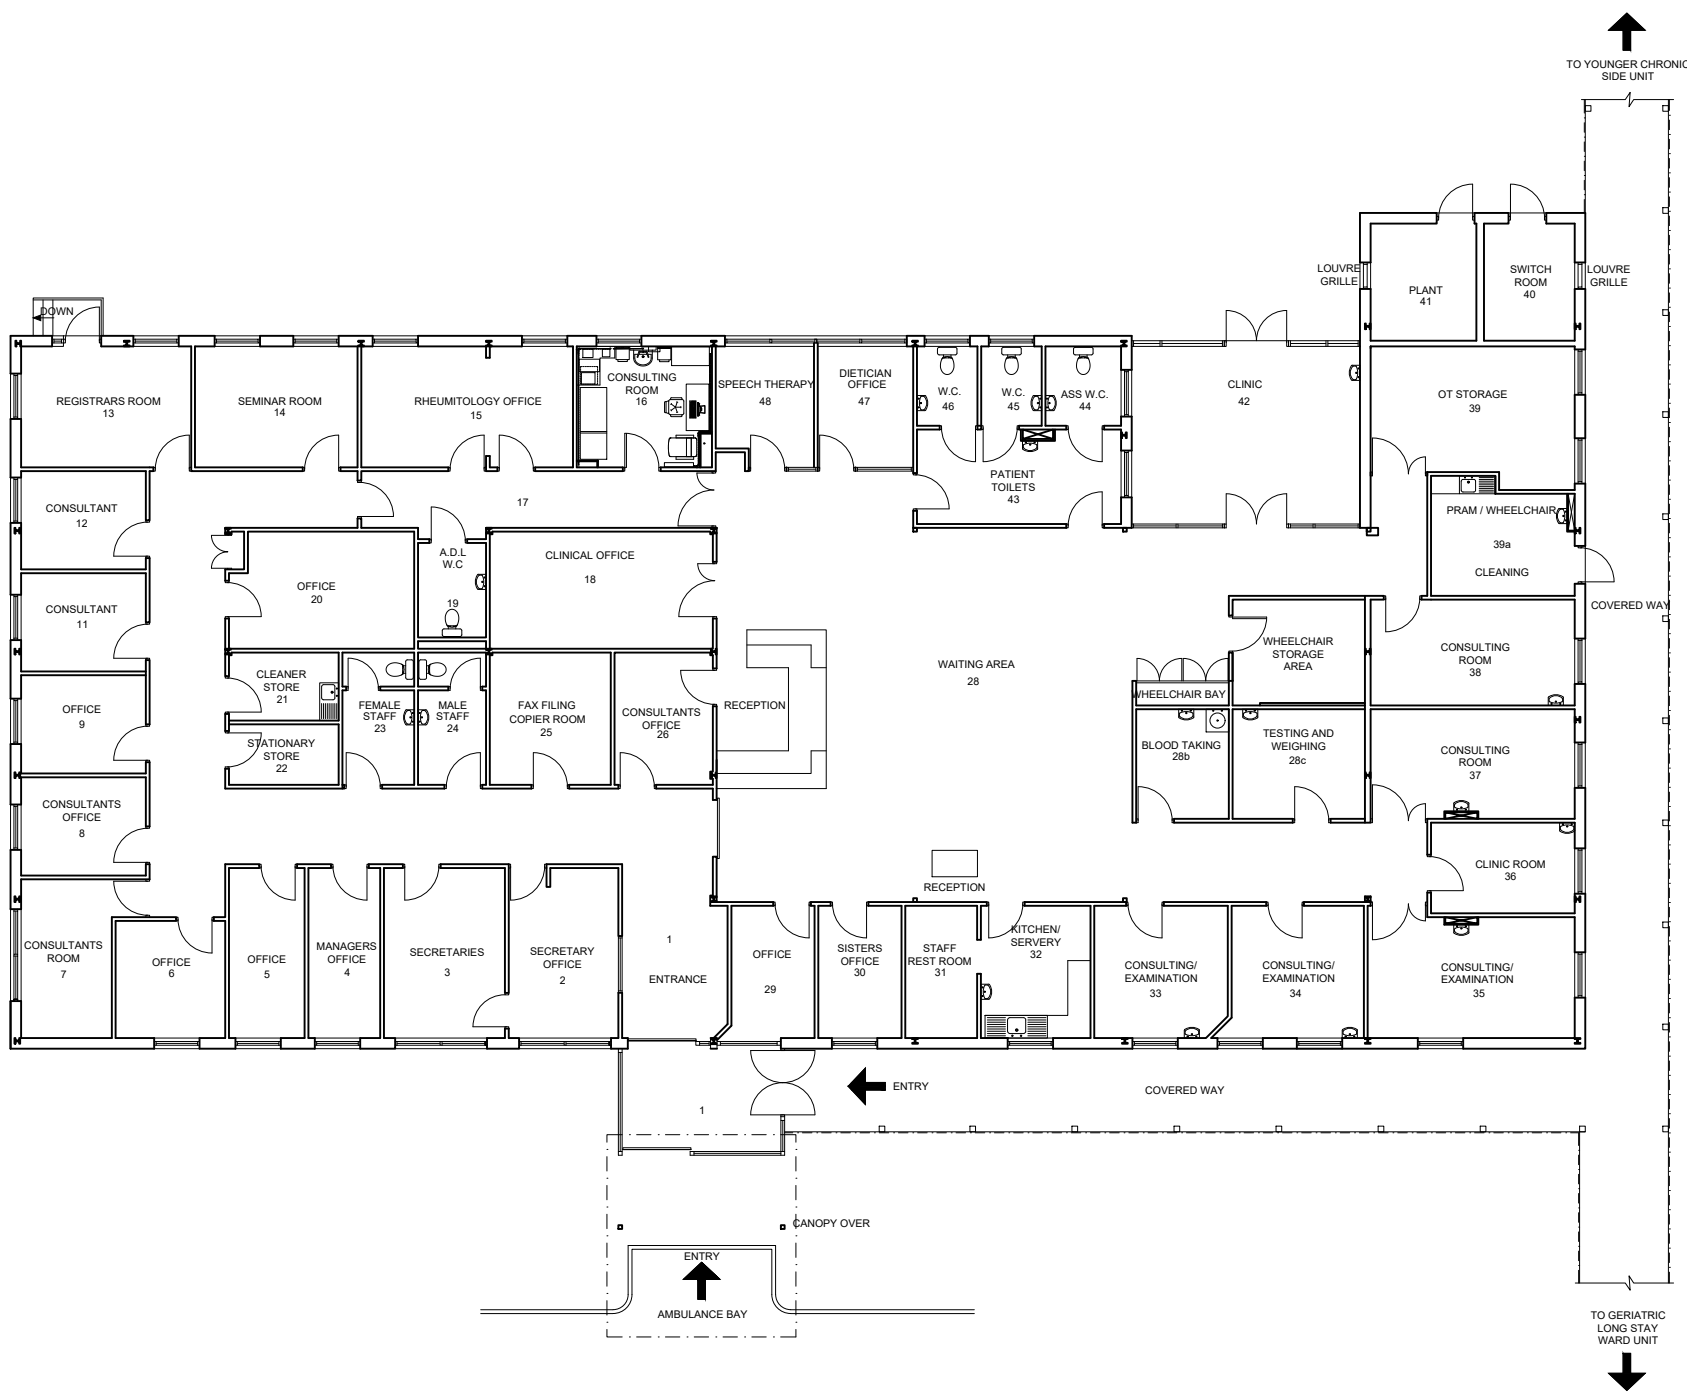 TO YOUNGER CHRONIC
SIDE UNIT
LOUVRE
GRILLE
PLANT
41
SWITCH
ROOM
40
LOUVRE
GRILLE
DOWN
REGISTRARS ROOM
13
SEMINAR ROOM
14
RHEUMITOLOGY OFFICE
15
CONSULTING
ROOM
16
SPEECH THERAPY
48
DIETICIAN
OFFICE
47
W.C.
46
W.C.
45
ASS W.C.
44
CLINIC
42
OT STORAGE
39
PATIENT
TOILETS
43
CONSULTANT
12
17
PRAM / WHEELCHAIR
39a
CLEANING
OFFICE
20
A.D.L
W.C
19
CLINICAL OFFICE
18
CONSULTANT
11
COVERED WAY
WHEELCHAIR
STORAGE
AREA
CONSULTING
ROOM
38
WAITING AREA
28
CLEANER
STORE
21
FEMALE
STAFF
23
MALE
STAFF
24
FAX FILING
COPIER ROOM
25
CONSULTANTS
OFFICE
26
RECEPTION
WHEELCHAIR BAY
OFFICE
9
STATIONARY
STORE
22
BLOOD TAKING
28b
TESTING AND
WEIGHING
28c
CONSULTING
ROOM
37
CONSULTANTS
OFFICE
8
CLINIC ROOM
36
RECEPTION
CONSULTANTS
ROOM
7
OFFICE
6
OFFICE
5
MANAGERS
OFFICE
4
SECRETARIES
3
SECRETARY
OFFICE
2
1
ENTRANCE
OFFICE
29
SISTERS
OFFICE
30
STAFF
REST ROOM
31
KITCHEN/
SERVERY
32
CONSULTING/
EXAMINATION
33
CONSULTING/
EXAMINATION
34
CONSULTING/
EXAMINATION
35
ENTRY
COVERED WAY
1
CANOPY OVER
ENTRY
AMBULANCE BAY
TO GERIATRIC
LONG STAY
WARD UNIT